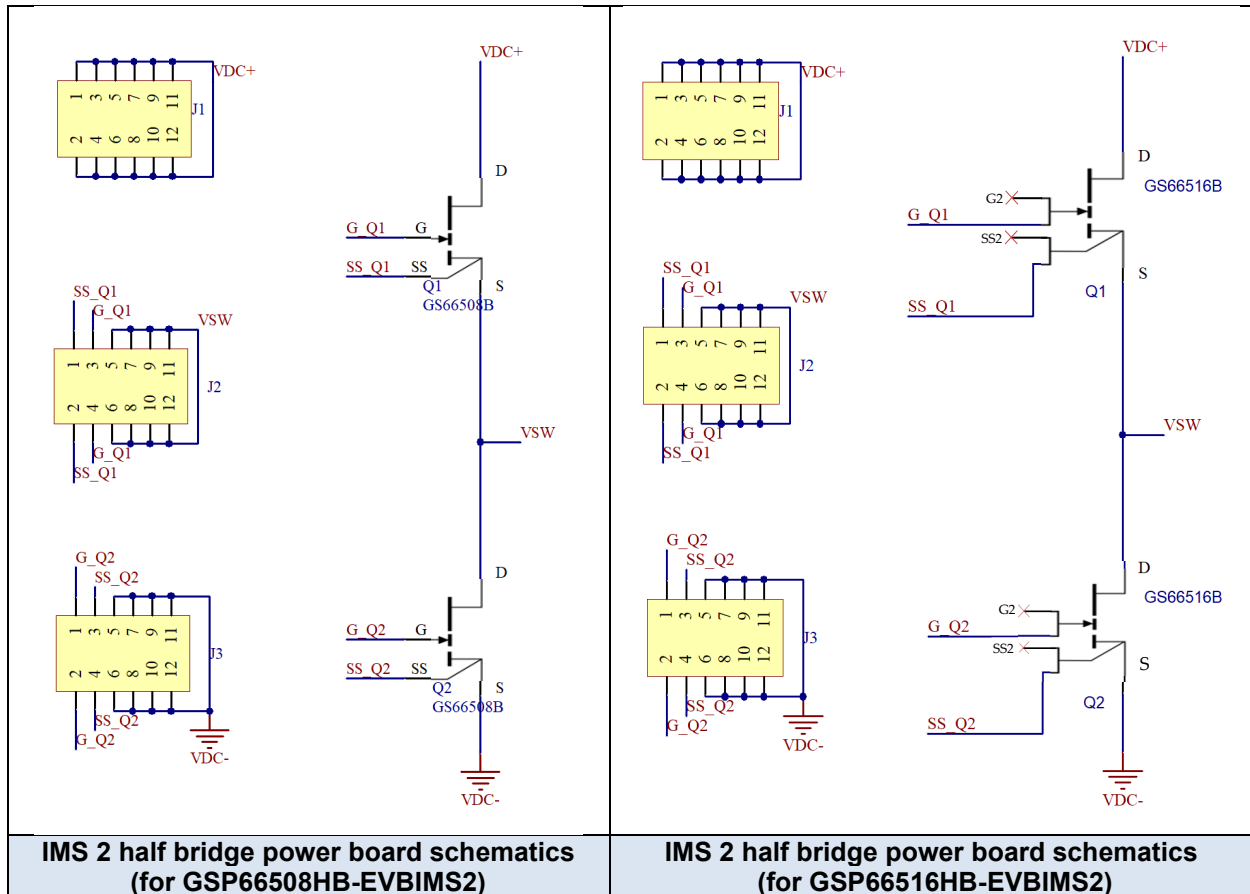 VDC+
VDC+
1 3 5 7 9 11
J1
2 4 6 8 10 12
D
G_Q1 G
SS_Q1 SS
Q1
S
GS66508B
SS_Q1
G_Q1
VSW
1 3 5 7 9 11
J2
2 4 6 8 10 12
G_Q1
SS_Q1
VSW
G_Q2
SS_Q2
D
1 3 5 7 9 11
G_Q2 G
J3
2 4 6 8 10 12
SS_Q2 SS
Q2
S
GS66508B
SS_Q2
G_Q2
VDC-
VDC-
IMS 2 half bridge power board schematics
(for GSP66508HB-EVBIMS2)
VDC+
VDC+
1 3 5 7 9 11
J1
2 4 6 8 10 12
D
GS66516B
G2
G_Q1
SS2
S
Q1
SS_Q1
SS_Q1
G_Q1
VSW
1 3 5 7 9 11
J2
2 4 6 8 10 12
G_Q1
SS_Q1
VSW
G_Q2
SS_Q2
D
GS66516B
1 3 5 7 9 11
G2
G_Q2
J3
SS2
2 4 6 8 10 12
S
Q2
SS_Q2
SS_Q2
G_Q2
VDC-
VDC-
IMS 2 half bridge power board schematics
(for GSP66516HB-EVBIMS2)